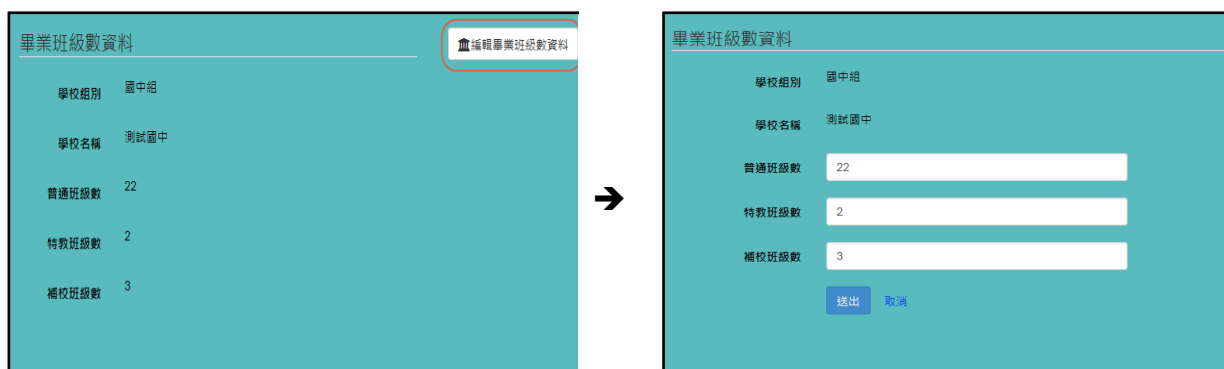 畢業班級數資料
編輯畢業班級數資料
學校組別 國中組
學校名稱 測試國中
普通班級數 22
特教班級數 2
補校班級數 3
➔
畢業班級數資料
學校組別 國中組
學校名稱 測試國中
普通班級數 22
特教班級數 2
補校班級數 3
送出 取消